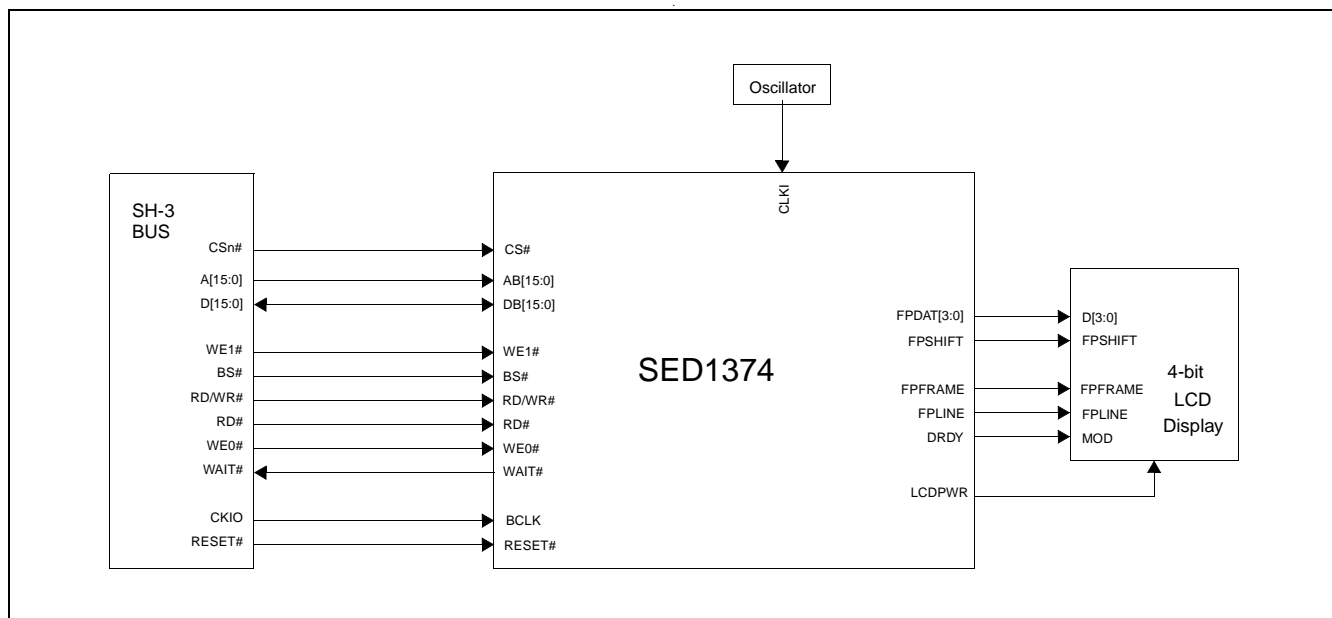 Oscillator
CLKI
SH-3
BUS
CSn#
A[15:0]
D[15:0]
WE1#
BS#
RD/WR#
RD#
WE0#
WAIT#
CKIO
RESET#
CS#
AB[15:0]
DB[15:0]
WE1#
BS#
RD/WR#
RD#
WE0#
WAIT#
BCLK
RESET#
SED1374
FPDAT[3:0]
FPSHIFT
FPFRAME
FPLINE
DRDY
LCDPWR
D[3:0]
FPSHIFT
FPFRAME
FPLINE
MOD
4-bit
LCD
Display